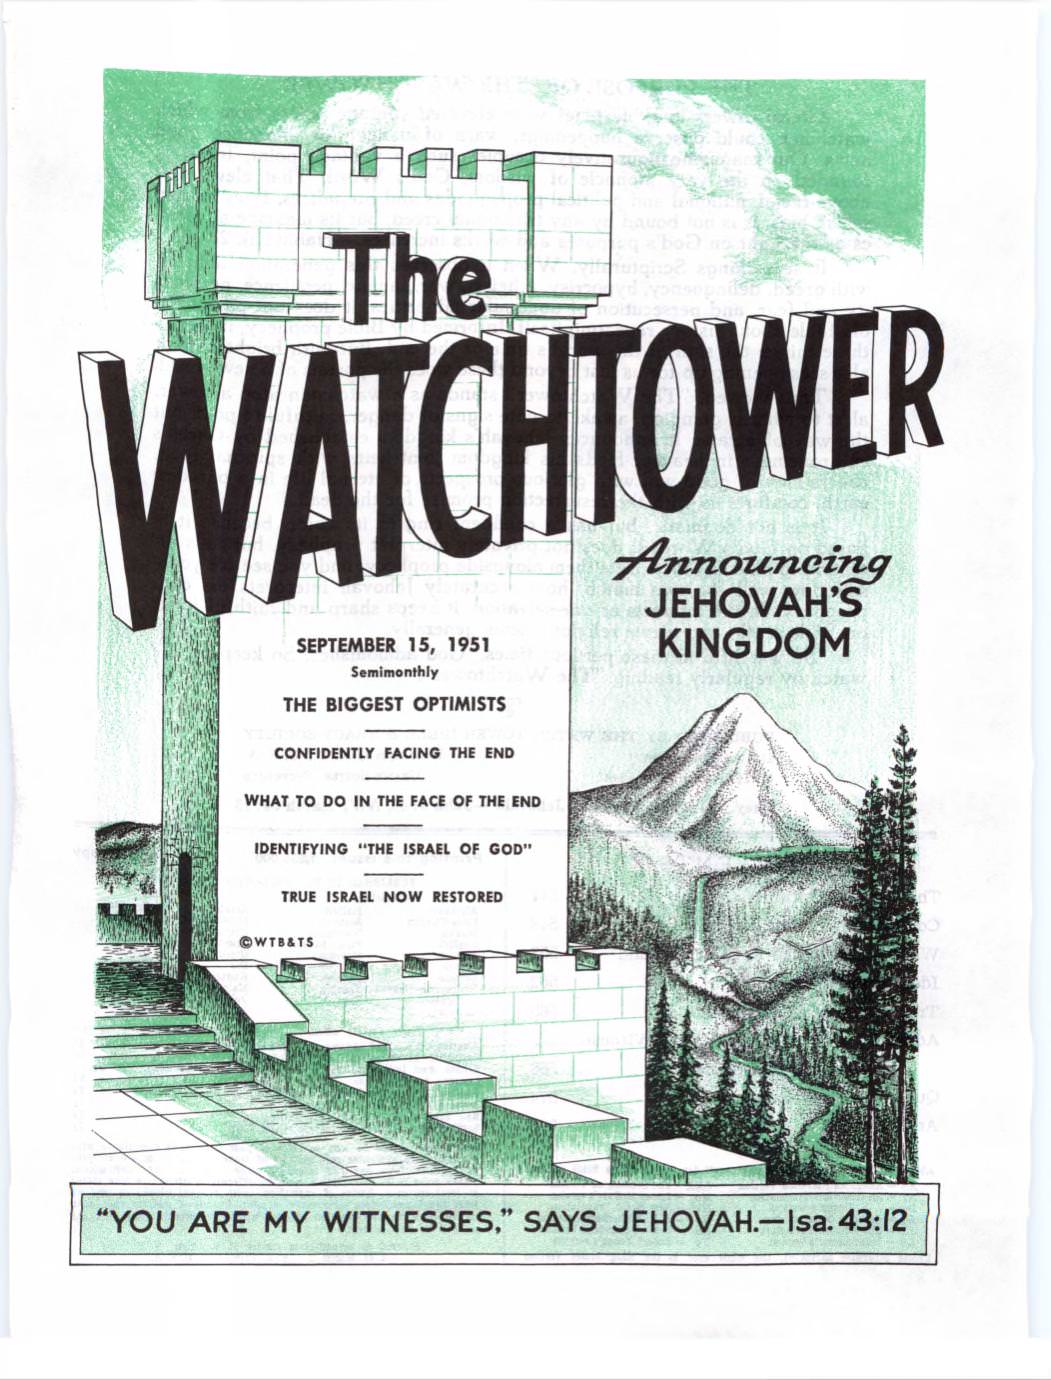 The
WATCHTOWER
Announcing
JEHOVAH'S
KINGDOM
SEPTEMBER 15, 1951
Semimonthly
THE BIGGEST OPTIMISTS
CONFIDENTLY FACING THE END
WHAT TO DO IN THE FACE OF THE END
IDENTIFYING "THE ISRAEL OF GOD"
TRUE ISRAEL NOW RESTORED
©WTB&TS
"YOU ARE MY WITNESSES," SAYS JEHOVAH.—Isa. 43:12